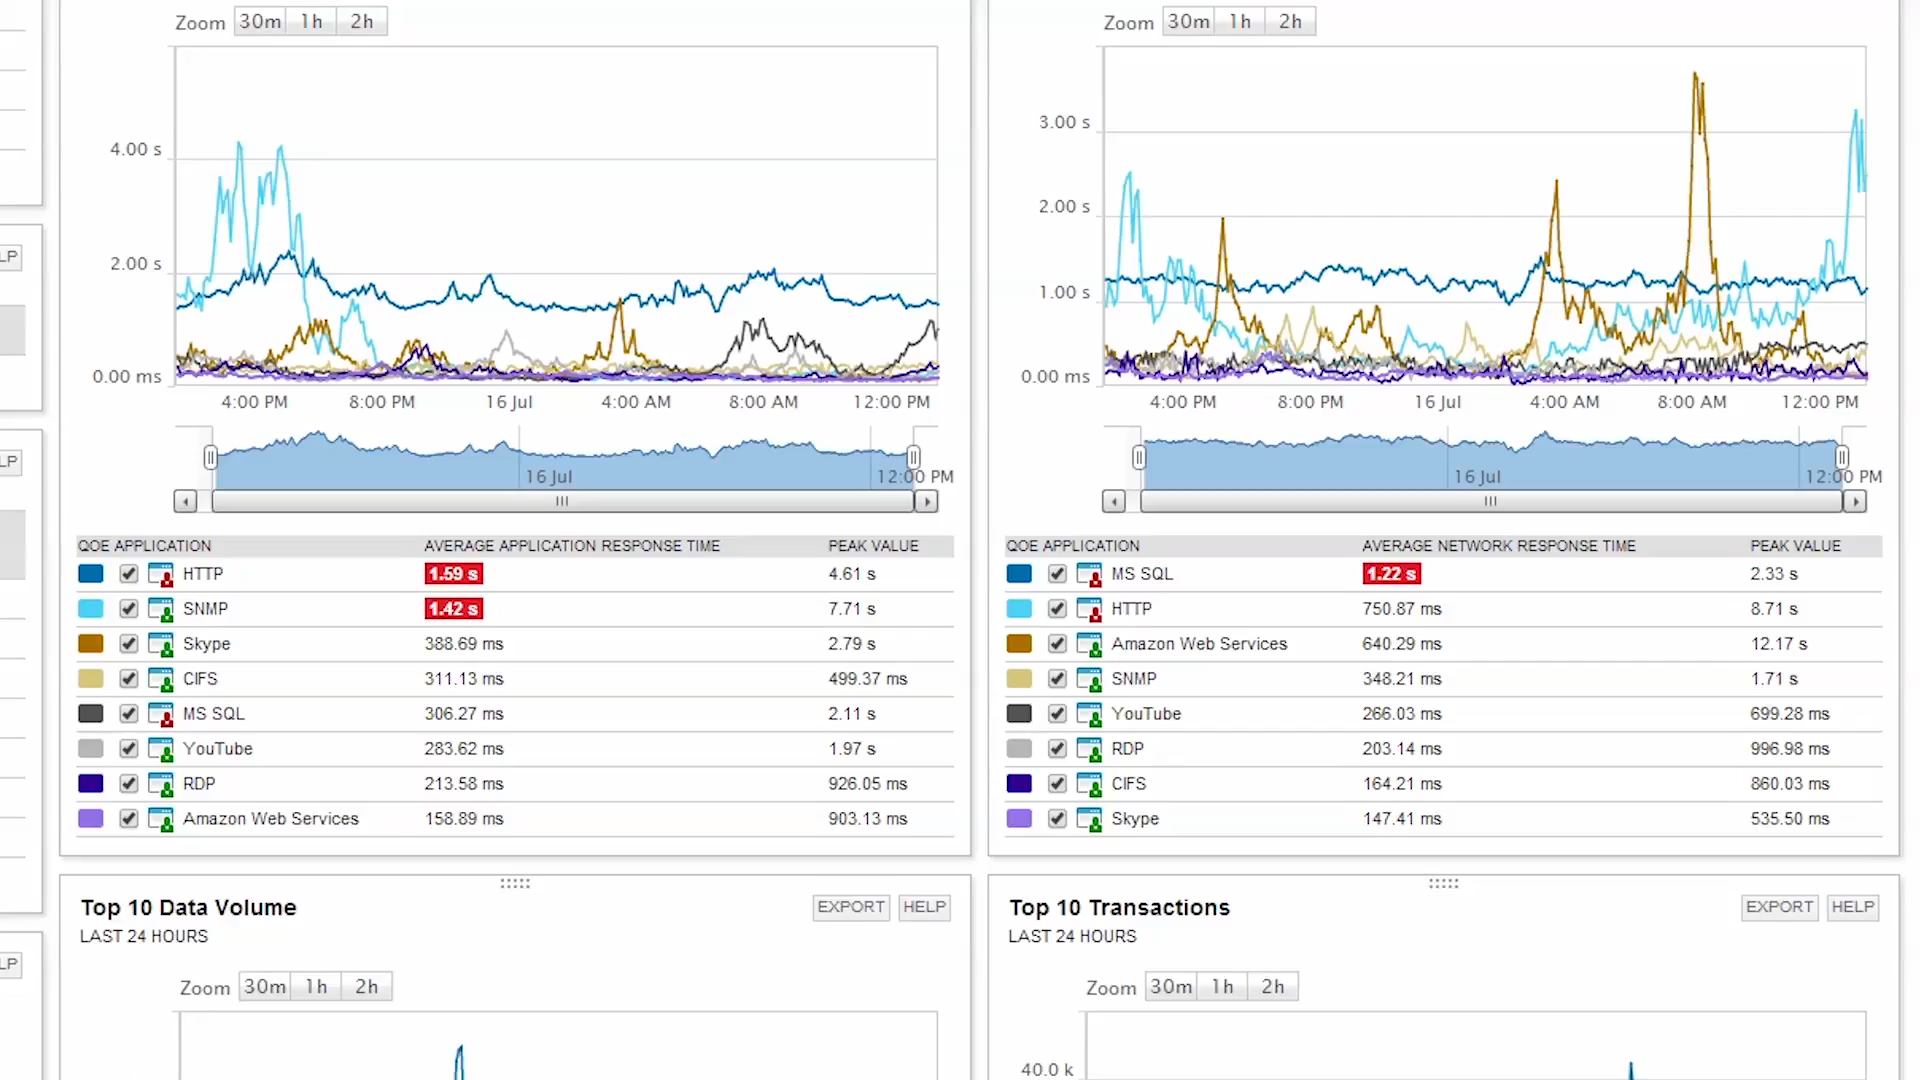 Zoom 30m 1h 2h
4.00 s
2.00 s
0.00 ms
4:00 PM 8:00 PM 16 Jul 4:00 AM 8:00 AM 12:00 PM
16 Jul 12:00 PM
QOE APPLICATION AVERAGE APPLICATION RESPONSE TIME PEAK VALUE
HTTP 1.59 s 4.61 s
SNMP 1.42 s 7.71 s
Skype 388.69 ms 2.79 s
CIFS 311.13 ms 499.37 ms
MS SQL 306.27 ms 2.11 s
YouTube 283.62 ms 1.97 s
RDP 213.58 ms 926.05 ms
Amazon Web Services 158.89 ms 903.13 ms
Zoom 30m 1h 2h
3.00 s
2.00 s
1.00 s
0.00 ms
4:00 PM 8:00 PM 16 Jul 4:00 AM 8:00 AM 12:00 PM
16 Jul 12:00 PM
QOE APPLICATION AVERAGE NETWORK RESPONSE TIME PEAK VALUE
MS SQL 1.22 s 2.33 s
HTTP 750.87 ms 8.71 s
Amazon Web Services 640.29 ms 12.17 s
SNMP 348.21 ms 1.71 s
YouTube 266.03 ms 699.28 ms
RDP 203.14 ms 996.98 ms
CIFS 164.21 ms 860.03 ms
Skype 147.41 ms 535.50 ms
Top 10 Data Volume EXPORT HELP
LAST 24 HOURS
Zoom 30m 1h 2h
Top 10 Transactions EXPORT HELP
LAST 24 HOURS
Zoom 30m 1h 2h
40.0 k
LP
LP
LP